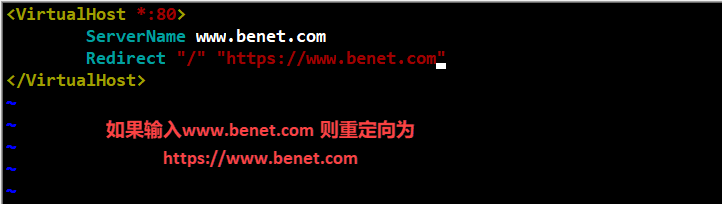 <VirtualHost *:80>
        ServerName www.benet.com
        Redirect "/" "https://www.benet.com"
</VirtualHost>
~
~
如果输入www.benet.com 则重定向为
~
https://www.benet.com
~
~